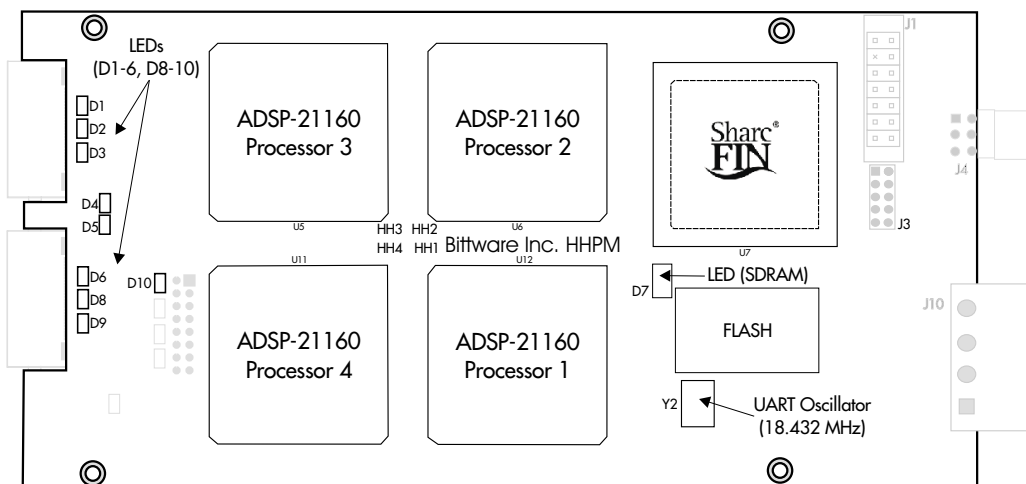 LEDs
(D1-6, D8-10)
D1
D2
D3
D4
D5
D6
D8
D9
D10
ADSP-21160
Processor 3
U5
ADSP-21160
Processor 2
U6
HH3 HH2
HH4 HH1
Bittware Inc. HHPM
U11
ADSP-21160
Processor 4
U12
ADSP-21160
Processor 1
Sharc®
FIN
U7
J1
J4
J3
D7
LED (SDRAM)
FLASH
J10
Y2
UART Oscillator
(18.432 MHz)